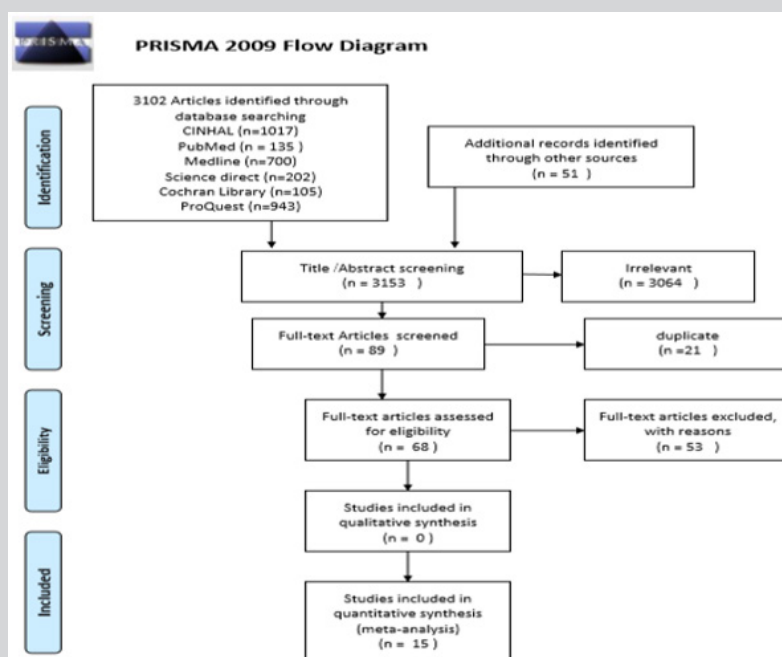 PRISMA
PRISMA 2009 Flow Diagram
Identification
3102 Articles identified through
database searching
CINHAL (n=1017)
PubMed (n = 135 )
Medline (n=700)
Science direct (n=202)
Cochran Library (n=105)
ProQuest (n=943)
Additional records identified
through other sources
(n = 51 )
Screening
Title /Abstract screening
(n = 3153 )
Irrelevant
(n = 3064 )
Full-text Articles screened
(n = 89 )
duplicate
(n =21 )
Eligibility
Full-text articles assessed
for eligibility
(n = 68 )
Full-text articles excluded,
with reasons
(n = 53 )
Studies included in
qualitative synthesis
(n = 0 )
Included
Studies included in
quantitative synthesis
(meta-analysis)
(n = 15 )